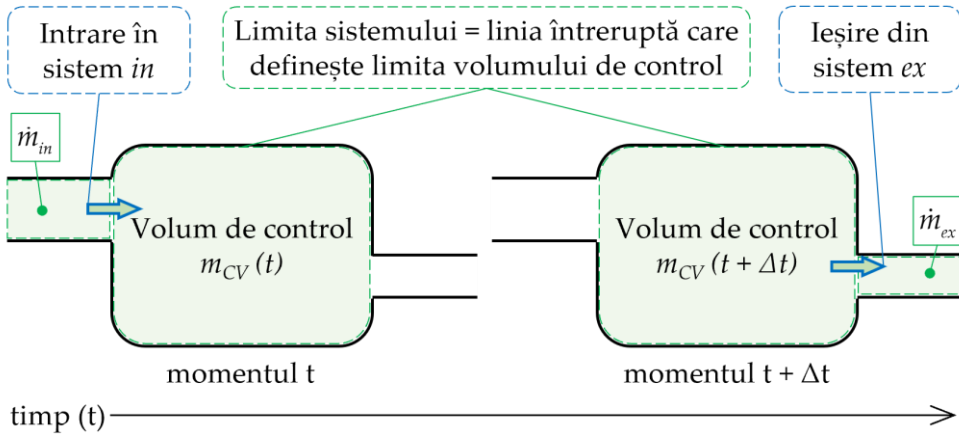 Intrare în
sistem in
Limita sistemului = linia întreruptă care
definește limita volumului de control
Ieșire din
sistem ex
ṁin
Volum de control
mCV (t)
Volum de control
mCV (t + Δt)
ṁex
momentul t
momentul t + Δt
timp (t)